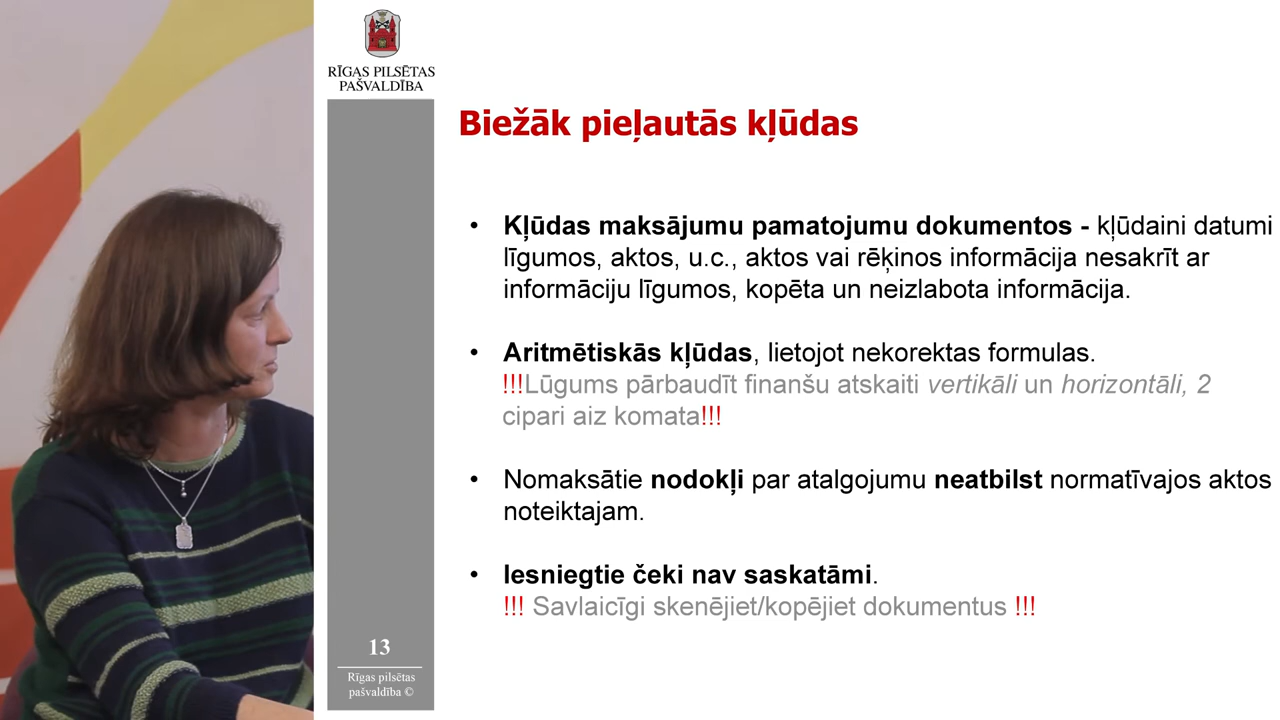 RĪGAS PILSĒTAS
PAŠVALDĪBA
Biežāk pieļautās kļūdas
• Kļūdas maksājumu pamatojumu dokumentos - kļūdaini datumi
līgumos, aktos, u.c., aktos vai rēķinos informācija nesakrīt ar
informāciju līgumos, kopēta un neizlabota informācija.
• Aritmētiskās kļūdas, lietojot nekorektas formulas.
!!!Lūgums pārbaudīt finanšu atskaiti vertikāli un horizontāli, 2
cipari aiz komata!!!
• Nomaksātie nodokļi par atalgojumu neatbilst normatīvajos aktos
noteiktajam.
• Iesniegtie čeki nav saskatāmi.
!!! Savlaicīgi skenējiet/kopējiet dokumentus !!!
13
Rīgas pilsētas
pašvaldība ©